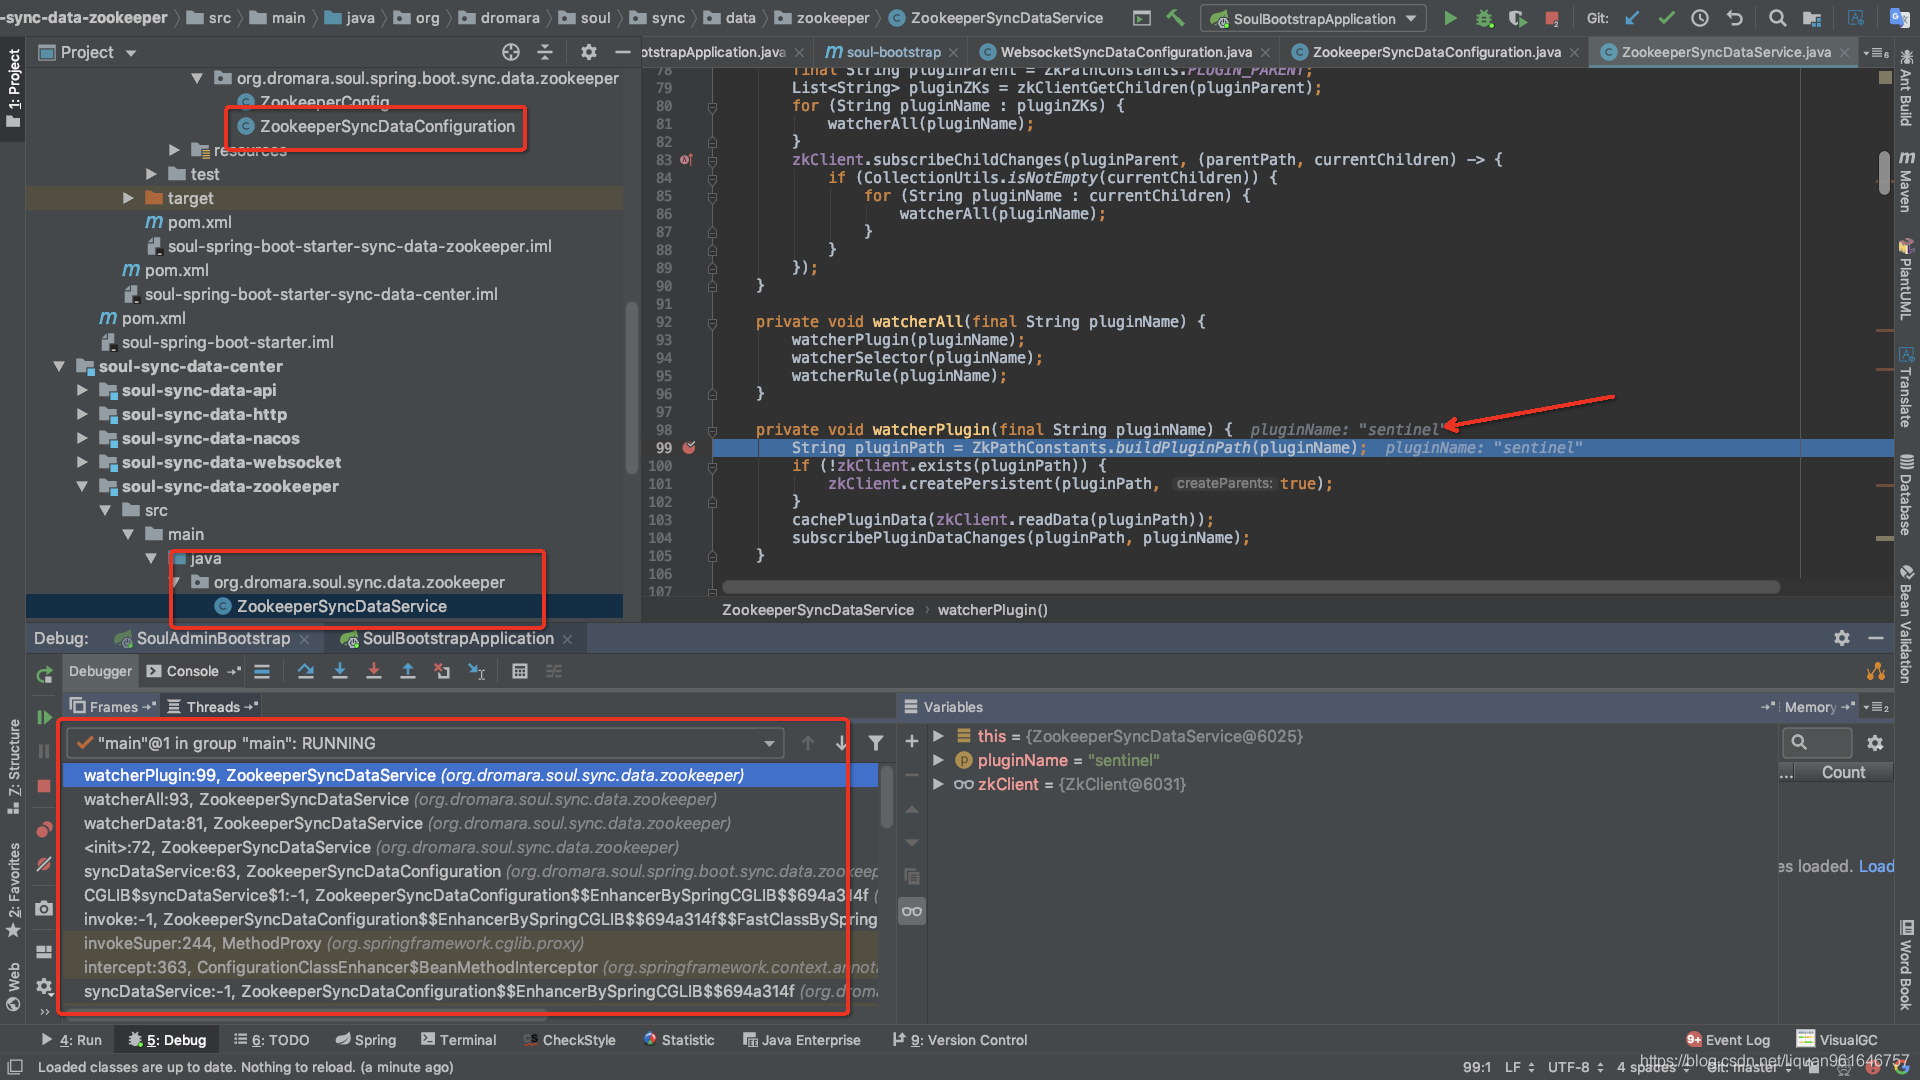 -sync-data-zookeeper src main java org dromara soul sync data zookeeper ZookeeperSyncDataService SoulBootstrapApplication Git:
Project
otstrapApplication.java soul-bootstrap WebsocketSyncDataConfiguration.java ZookeeperSyncDataConfiguration.java ZookeeperSyncDataService.java 6
org.dromara.soul.spring.boot.sync.data.zookeeper
ZookeeperConfig
ZookeeperSyncDataConfiguration
resources
test
target
pom.xml
soul-spring-boot-starter-sync-data-zookeeper.iml
pom.xml
soul-spring-boot-starter-sync-data-center.iml
pom.xml
soul-spring-boot-starter.iml
soul-sync-data-center
soul-sync-data-api
soul-sync-data-http
soul-sync-data-nacos
soul-sync-data-websocket
soul-sync-data-zookeeper
src
main
java
org.dromara.soul.sync.data.zookeeper
ZookeeperSyncDataService
78 final String pluginParent = ZkPathConstants.PLUGIN_PARENT;
79 List<String> pluginZKs = zkClientGetChildren(pluginParent);
80 for (String pluginName : pluginZKs) {
81 watcherAll(pluginName);
82 }
83 zkClient.subscribeChildChanges(pluginParent, (parentPath, currentChildren) -> {
84 if (CollectionUtils.isNotEmpty(currentChildren)) {
85 for (String pluginName : currentChildren) {
86 watcherAll(pluginName);
87 }
88 }
89 });
90 }
91
92 private void watcherAll(final String pluginName) {
93 watcherPlugin(pluginName);
94 watcherSelector(pluginName);
95 watcherRule(pluginName);
96 }
97
98 private void watcherPlugin(final String pluginName) { pluginName: "sentinel"
99 String pluginPath = ZkPathConstants.buildPluginPath(pluginName); pluginName: "sentinel"
100 if (!zkClient.exists(pluginPath)) {
101 zkClient.createPersistent(pluginPath, createParents: true);
102 }
103 cachePluginData(zkClient.readData(pluginPath));
104 subscribePluginDataChanges(pluginPath, pluginName);
105 }
106
107
ZookeeperSyncDataService › watcherPlugin()
1: Project
Z: Structure
2: Favorites
Web
Ant Build
Maven
PlantUML
Translate
Database
Bean Validation
Word Book
Debug: SoulAdminBootstrap SoulBootstrapApplication
Debugger Console
Frames Threads
"main"@1 in group "main": RUNNING
watcherPlugin:99, ZookeeperSyncDataService (org.dromara.soul.sync.data.zookeeper)
watcherAll:93, ZookeeperSyncDataService (org.dromara.soul.sync.data.zookeeper)
watcherData:81, ZookeeperSyncDataService (org.dromara.soul.sync.data.zookeeper)
<init>:72, ZookeeperSyncDataService (org.dromara.soul.sync.data.zookeeper)
syncDataService:63, ZookeeperSyncDataConfiguration (org.dromara.soul.spring.boot.sync.data.zookeep
CGLIB$syncDataService$1:-1, ZookeeperSyncDataConfiguration$$EnhancerBySpringCGLIB$$694a314f (
invoke:-1, ZookeeperSyncDataConfiguration$$EnhancerBySpringCGLIB$$694a314f$$FastClassBySpring
invokeSuper:244, MethodProxy (org.springframework.cglib.proxy)
intercept:363, ConfigurationClassEnhancer$BeanMethodInterceptor (org.springframework.context.annota
syncDataService:-1, ZookeeperSyncDataConfiguration$$EnhancerBySpringCGLIB$$694a314f (org.droma
Variables
this = {ZookeeperSyncDataService@6025}
pluginName = "sentinel"
zkClient = {ZkClient@6031}
Memory 2
... Count
es loaded. Load
4: Run 5: Debug 6: TODO Spring Terminal CheckStyle Statistic Java Enterprise 9: Version Control 9+ Event Log VisualGC
Loaded classes are up to date. Nothing to reload. (a minute ago) 99:1 LF UTF-8 4 spaces Git: master
https://blog.csdn.net/liquan961646757